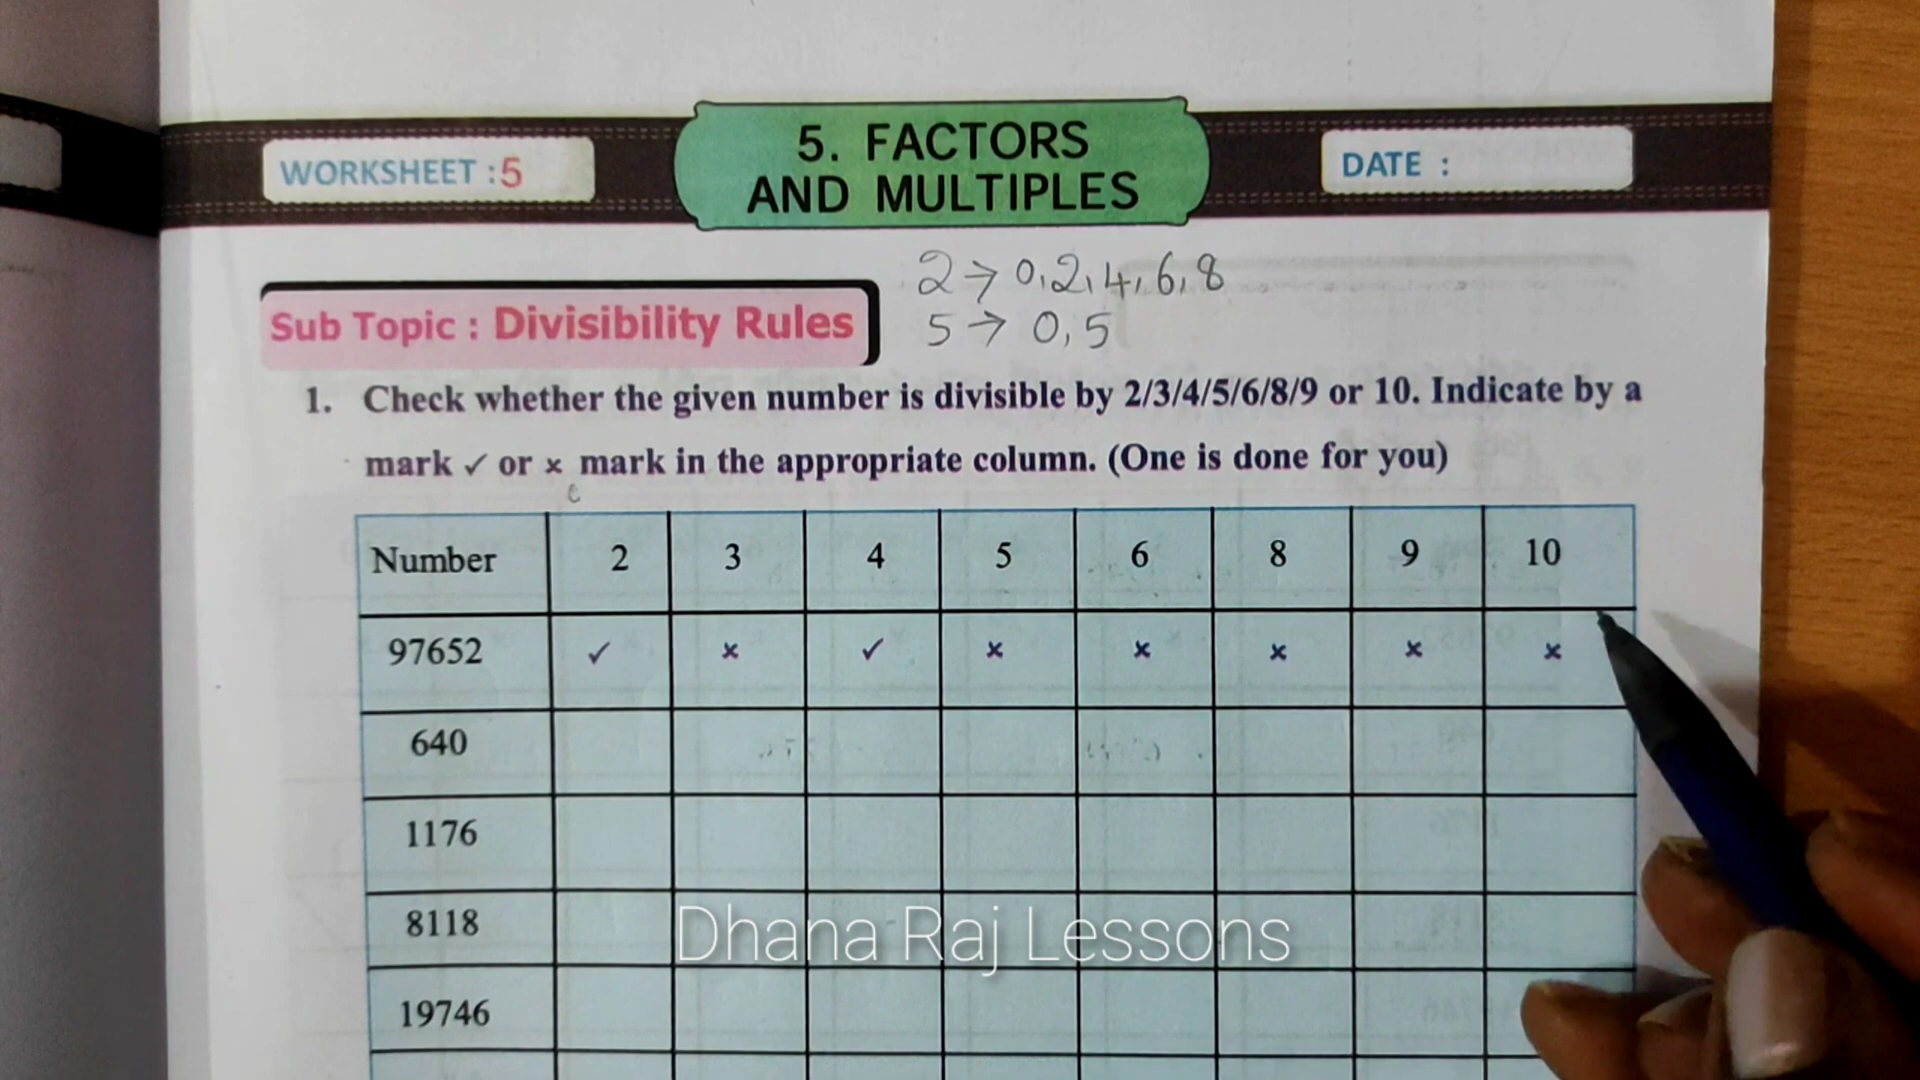 WORKSHEET : 5
5. FACTORS
AND MULTIPLES
DATE :
2 → 0, 2, 4, 6, 8
5 → 0, 5
Sub Topic : Divisibility Rules
1. Check whether the given number is divisible by 2/3/4/5/6/8/9 or 10. Indicate by a
mark ✓ or × mark in the appropriate column. (One is done for you)
Number 2 3 4 5 6 8 9 10
97652 ✓ × ✓ × × × × ×
640
1176
8118
Dhana Raj Lessons
19746